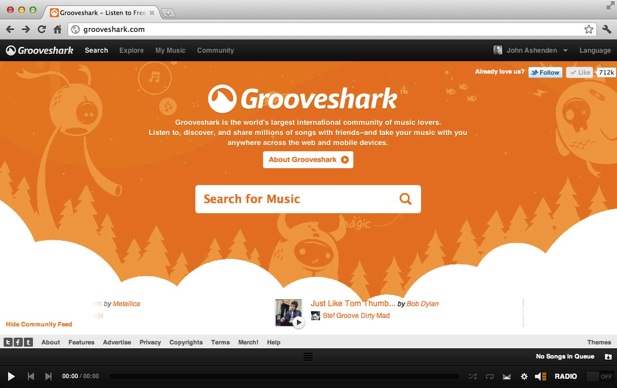 Grooveshark – Listen to Free
grooveshark.com
Grooveshark Search Explore My Music Community John Ashenden Language
Already love us? Follow Like 712k
Grooveshark
Grooveshark is the world's largest international community of music lovers.
Listen to, discover, and share millions of songs with friends–and take your music with you
anywhere across the web and mobile devices.
About Grooveshark
Search for Music
magic
by Metallica
Just Like Tom Thumb... by Bob Dylan
Stef Groove Dirty Mad
Hide Community Feed
About Features Advertise Privacy Copyrights Terms Merch! Help Themes
No Songs in Queue
00:00 / 00:00 RADIO OFF